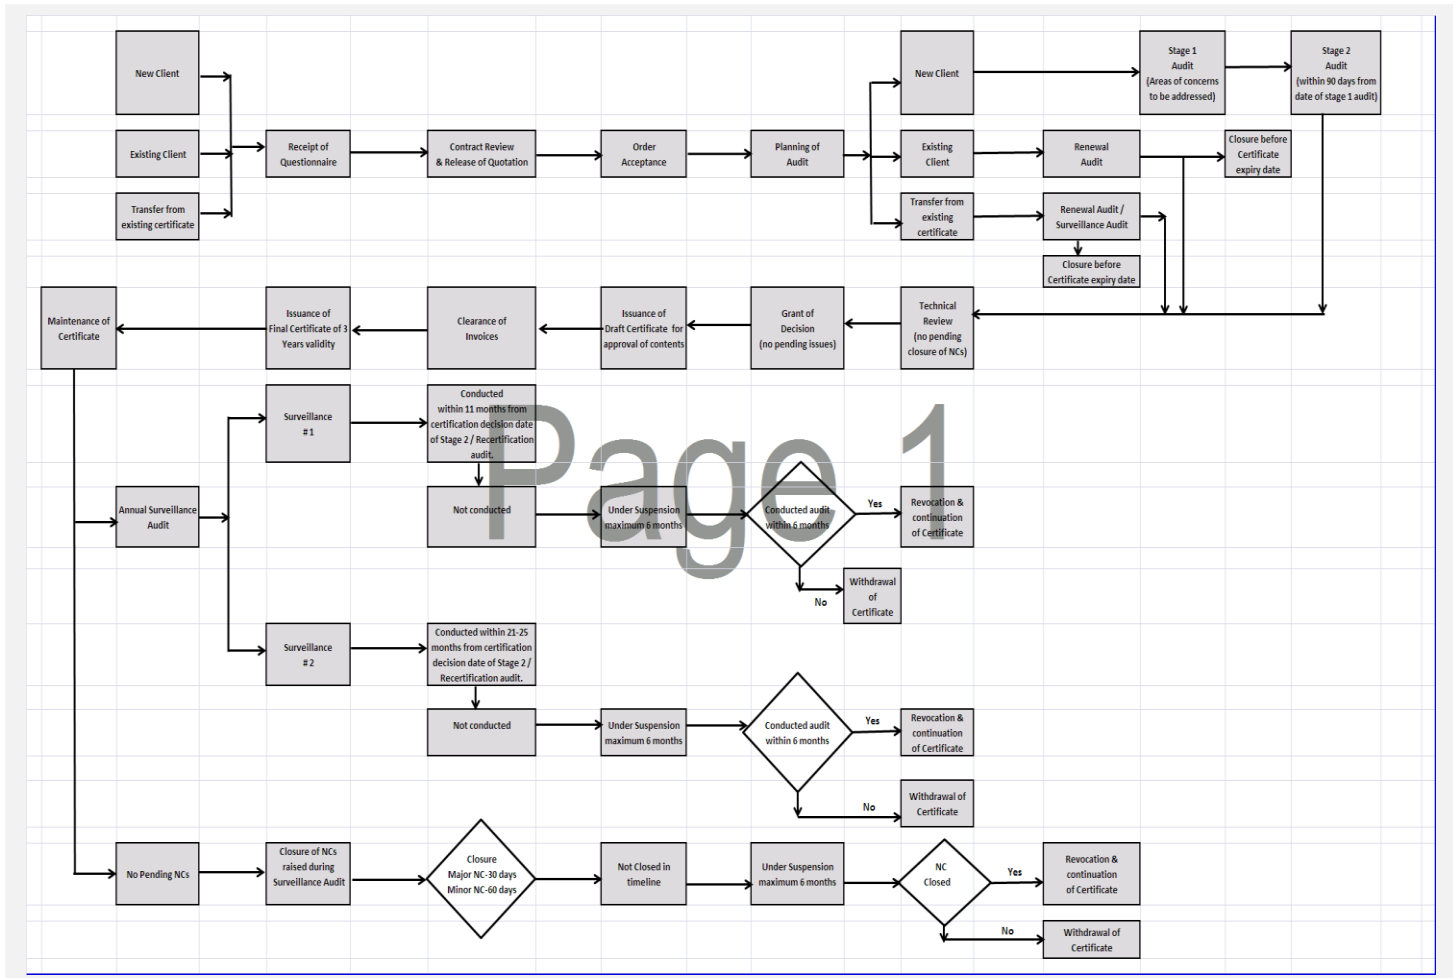 New Client
Existing Client
Transfer from
existing certificate
Receipt of
Questionnaire
Contract Review
& Release of Quotation
Order
Acceptance
Planning of
Audit
New Client
Stage 1
Audit
(Areas of concerns
to be addressed)
Stage 2
Audit
(within 90 days from
date of stage 1 audit)
Existing
Client
Renewal
Audit
Closure before
Certificate
expiry date
Transfer from
existing
certificate
Renewal Audit /
Surveillance Audit
Closure before
Certificate expiry date
Maintenance of
Certificate
Issuance of
Final Certificate of 3
Years validity
Clearance of
Invoices
Issuance of
Draft Certificate for
approval of contents
Grant of
Decision
(no pending issues)
Technical
Review
(no pending
closure of NCs)
Surveillance
# 1
Conducted
within 11 months from
certification decision date
of Stage 2 / Recertification
audit.
Page 1
Annual Surveillance
Audit
Not conducted
Under Suspension
maximum 6 months
Conducted audit
within 6 months
Yes
Revocation &
continuation
of Certificate
No
Withdrawal
of
Certificate
Surveillance
# 2
Conducted within 21-25
months from certification
decision date of Stage 2 /
Recertification audit.
Not conducted
Under Suspension
maximum 6 months
Conducted audit
within 6 months
Yes
Revocation &
continuation
of Certificate
No
Withdrawal of
Certificate
No Pending NCs
Closure of NCs
raised during
Surveillance Audit
Closure
Major NC-30 days
Minor NC-60 days
Not Closed in
timeline
Under Suspension
maximum 6 months
NC
Closed
Yes
Revocation &
continuation
of Certificate
No
Withdrawal of
Certificate